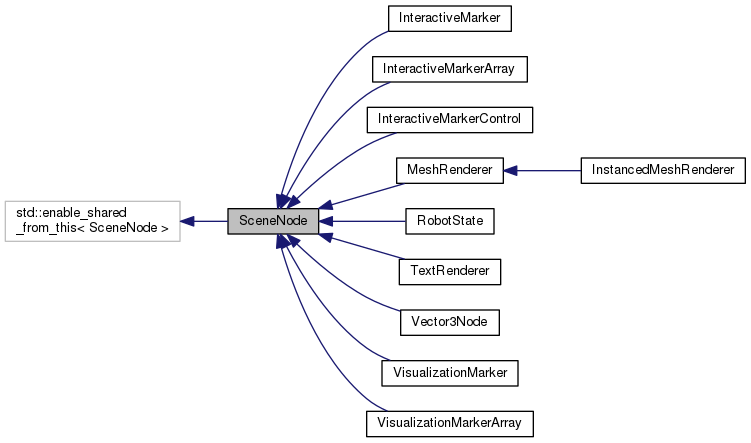 InteractiveMarker
InteractiveMarkerArray
InteractiveMarkerControl
MeshRenderer
InstancedMeshRenderer
std::enable_shared
_from_this< SceneNode >
SceneNode
RobotState
TextRenderer
Vector3Node
VisualizationMarker
VisualizationMarkerArray